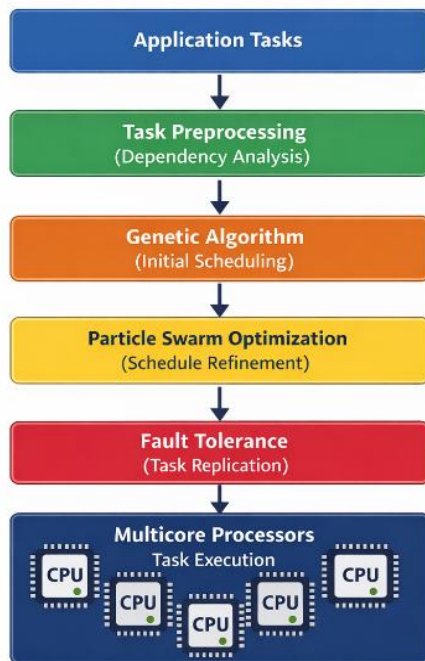 Application Tasks
Task Preprocessing
(Dependency Analysis)
Genetic Algorithm
(Initial Scheduling)
Particle Swarm Optimization
(Schedule Refinement)
Fault Tolerance
(Task Replication)
Multicore Processors
Task Execution
CPU
CPU
CPU
CPU
CPU